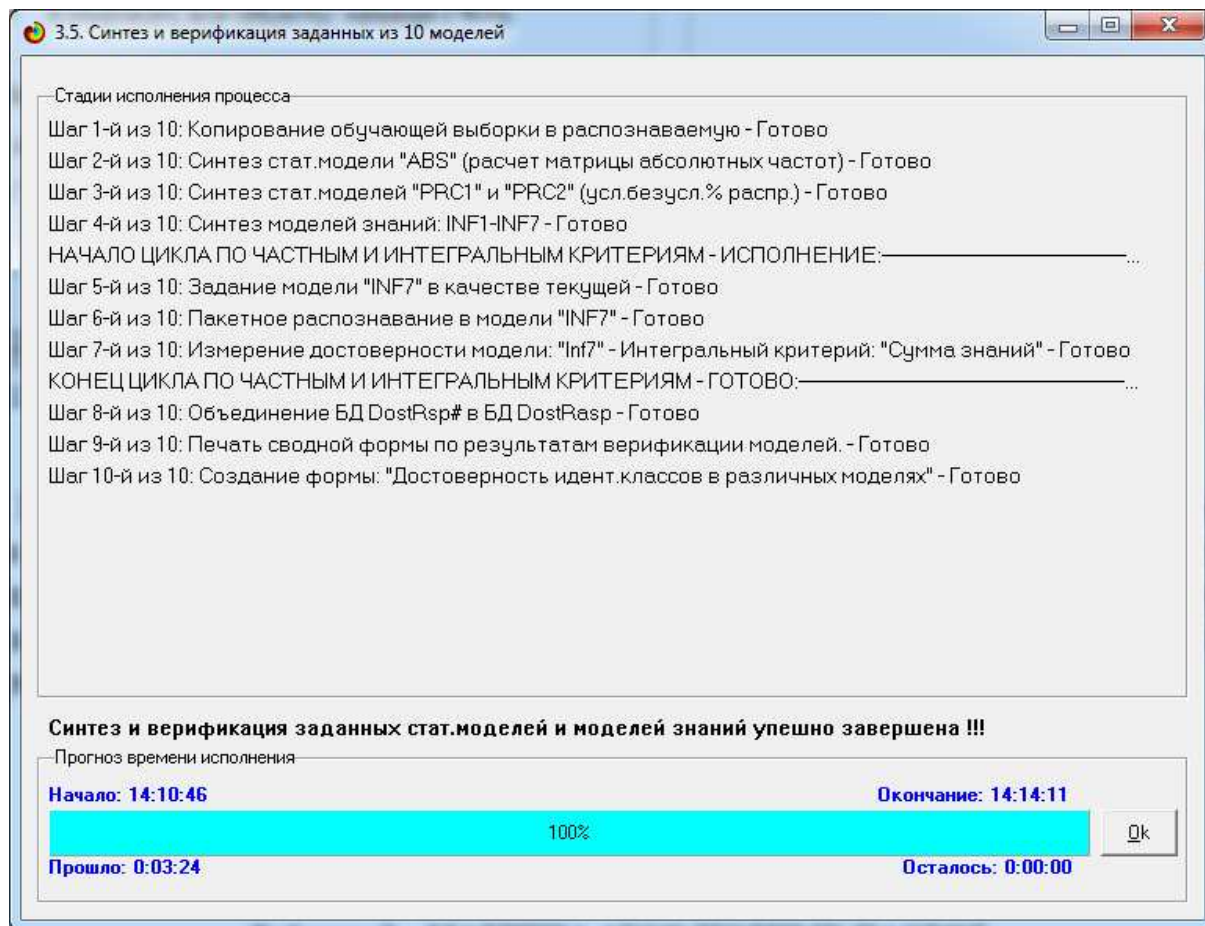 3.5. Синтез и верификация заданных из 10 моделей
Стадии исполнения процесса
Шаг 1-й из 10: Копирование обучающей выборки в распознаваемую - Готово
Шаг 2-й из 10: Синтез стат.модели "ABS" (расчет матрицы абсолютных частот) - Готово
Шаг 3-й из 10: Синтез стат.моделей "PRC1" и "PRC2" (усл.безусл.% распр.) - Готово
Шаг 4-й из 10: Синтез моделей знаний: INF1-INF7 - Готово
НАЧАЛО ЦИКЛА ПО ЧАСТНЫМ И ИНТЕГРАЛЬНЫМ КРИТЕРИЯМ - ИСПОЛНЕНИЕ:————————...
Шаг 5-й из 10: Задание модели "INF7" в качестве текущей - Готово
Шаг 6-й из 10: Пакетное распознавание в модели "INF7" - Готово
Шаг 7-й из 10: Измерение достоверности модели: "Inf7" - Интегральный критерий: "Сумма знаний" - Готово
КОНЕЦ ЦИКЛА ПО ЧАСТНЫМ И ИНТЕГРАЛЬНЫМ КРИТЕРИЯМ - ГОТОВО:————————...
Шаг 8-й из 10: Объединение БД DostRsp# в БД DostRasp - Готово
Шаг 9-й из 10: Печать сводной формы по результатам верификации моделей. - Готово
Шаг 10-й из 10: Создание формы: "Достоверность идент.классов в различных моделях" - Готово
Синтез и верификация заданных стат.моделей и моделей знаний упешно завершена !!!
Прогноз времени исполнения
Начало: 14:10:46 Окончание: 14:14:11
100% Ok
Прошло: 0:03:24 Осталось: 0:00:00